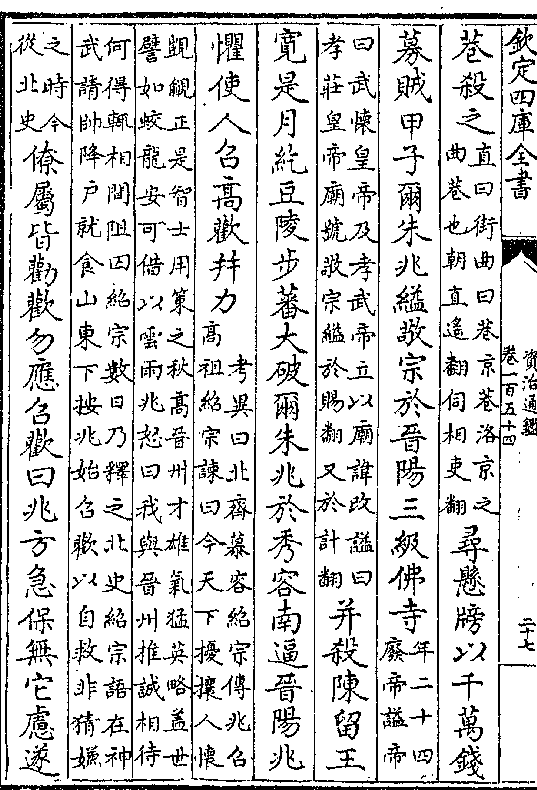 欽定四庫全書
資治通鑑
卷一百五十四
二十七
巷殺之直曰街曲曰巷京巷洛京之曲巷也朝直遥翻伺相吏翻尋懸牓以千萬錢
募賊甲子爾朱兆縊敬宗於晉陽三級佛寺年二十四廢帝諡帝
曰武懐皇帝及孝武帝立以廟諱改諡曰孝莊皇帝廟號敬宗縊於賜翻又於計翻并殺陳留王
寛是月紇豆陵步蕃大破爾朱兆於秀容南逼晉陽兆
懼使人召高歡并力考異曰北齊慕容紹宗傳兆召高祖紹宗諫曰今天下擾攘人懐
覬覦正是智士用策之秋高晉州才雄氣猛英略蓋世譬如蛟龍安可借以雲雨兆怒曰我與晉州推誠相待
何得輒相間阻囚紹宗數日乃釋之北史紹宗語在神武請帥降户就食山東下按兆始召歡以自救非猜嫌
之時今從北史僚屬皆勸歡勿應召歡曰兆方急保無它慮遂